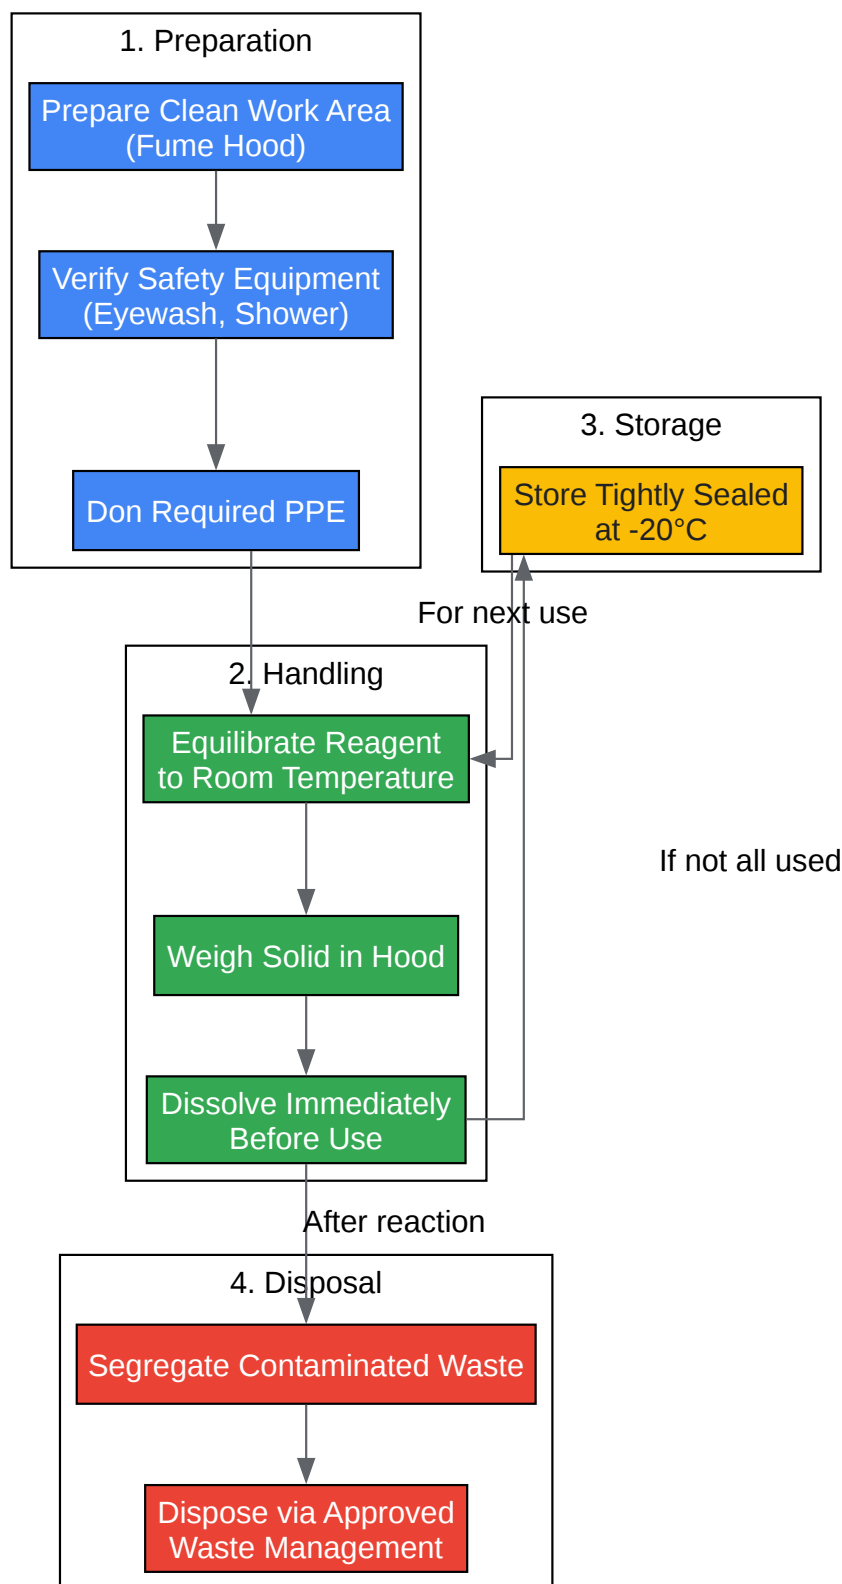 1. Preparation
Prepare Clean Work Area
(Fume Hood)
Verify Safety Equipment
(Eyewash, Shower)
Don Required PPE
3. Storage
Store Tightly Sealed
at -20°C
For next use
2. Handling
Equilibrate Reagent
to Room Temperature
If not all used
Weigh Solid in Hood
Dissolve Immediately
Before Use
After reaction
4. Disposal
Segregate Contaminated Waste
Dispose via Approved
Waste Management